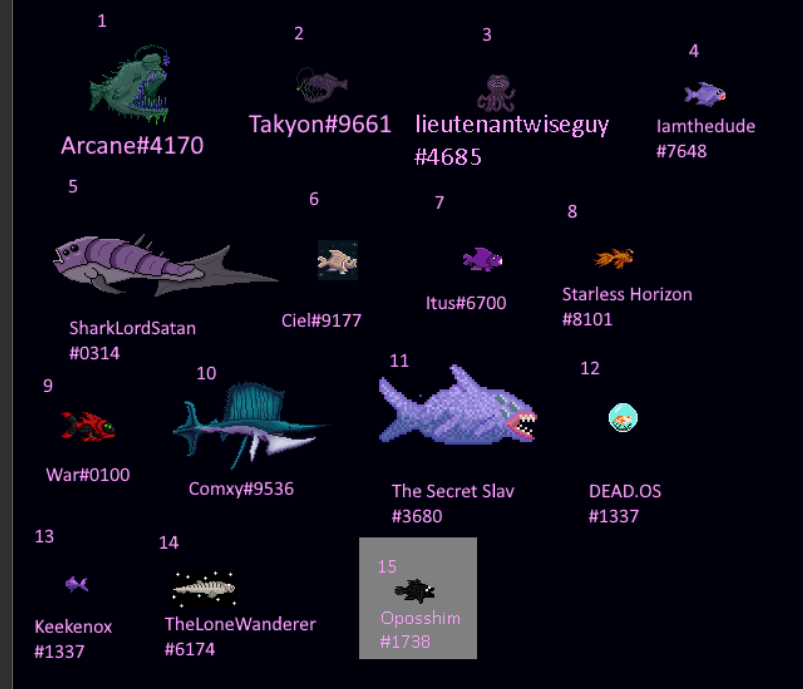 1
2
3
4
Arcane#4170
Takyon#9661
lieutenantwiseguy
#4685
Iamthedude
#7648
5
6
7
8
SharkLordSatan
#0314
Ciel#9177
Itus#6700
Starless Horizon
#8101
9
10
11
12
War#0100
Comxy#9536
The Secret Slav
#3680
DEAD.OS
#1337
13
14
15
Keekenox
#1337
TheLoneWanderer
#6174
Oposshim
#1738